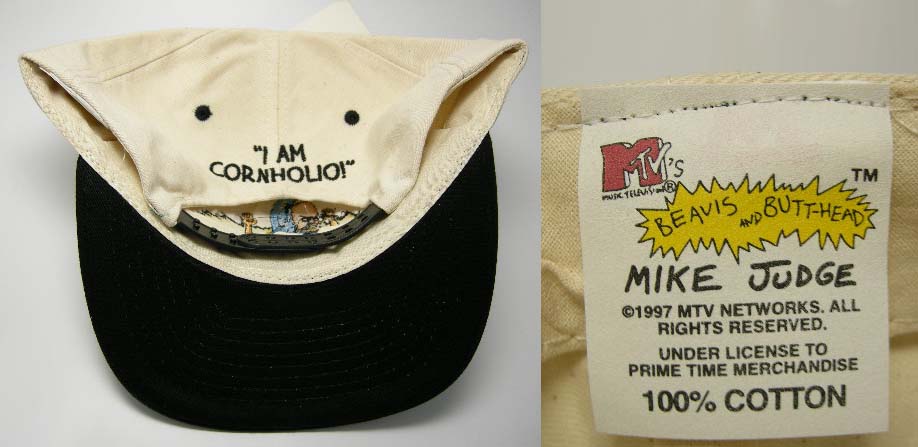 "I AM
CORNHOLIO!"
MTV'S
MUSIC TELEVISION®
TM
BEAVIS AND BUTT-HEAD
MIKE JUDGE
©1997 MTV NETWORKS. ALL
RIGHTS RESERVED.
UNDER LICENSE TO
PRIME TIME MERCHANDISE
100% COTTON